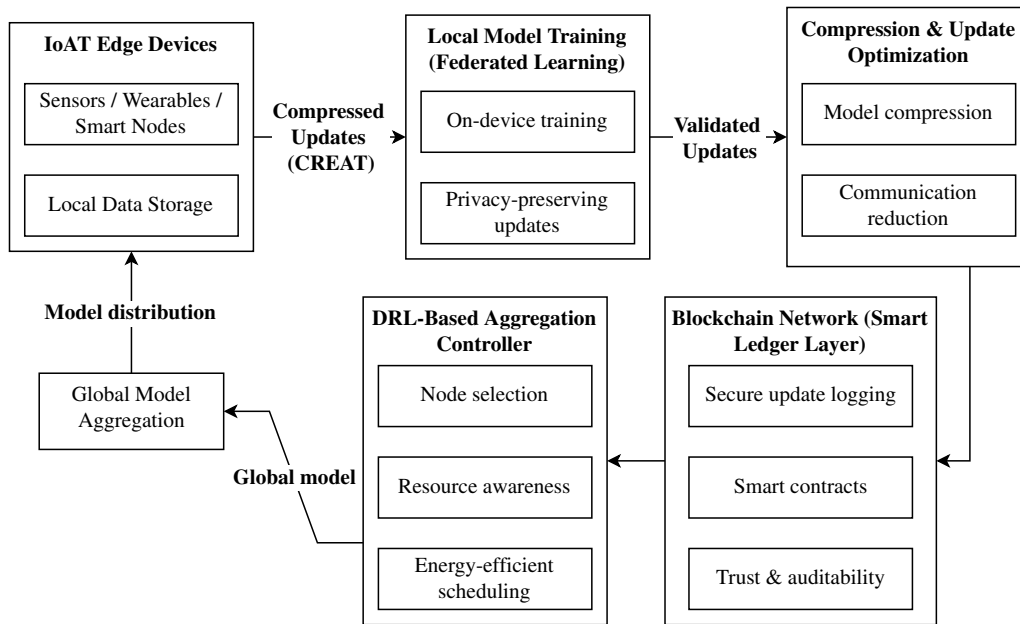 IoAT Edge Devices
Sensors / Wearables /
Smart Nodes
Local Data Storage
Compressed
Updates
(CREAT)
Local Model Training
(Federated Learning)
On-device training
Privacy-preserving
updates
Validated
Updates
Compression & Update
Optimization
Model compression
Communication
reduction
Blockchain Network (Smart
Ledger Layer)
Secure update logging
Smart contracts
Trust & auditability
DRL-Based Aggregation
Controller
Node selection
Resource awareness
Energy-efficient
scheduling
Global model
Global Model
Aggregation
Model distribution